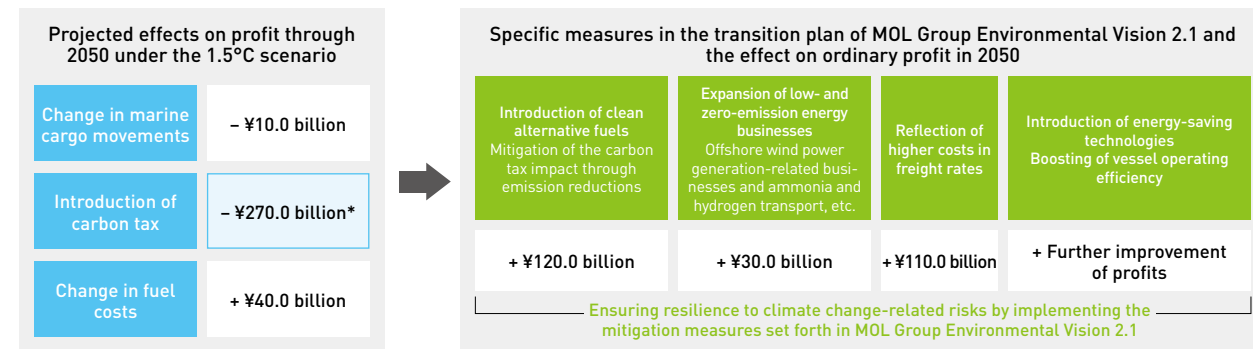 Projected effects on profit through
2050 under the 1.5°C scenario
Change in marine
cargo movements
– ¥10.0 billion
Introduction of
carbon tax
– ¥270.0 billion*
Change in fuel
costs
+ ¥40.0 billion
Specific measures in the transition plan of MOL Group Environmental Vision 2.1 and
the effect on ordinary profit in 2050
Introduction of clean
alternative fuels
Mitigation of the carbon
tax impact through
emission reductions
+ ¥120.0 billion
Expansion of low- and
zero-emission energy
businesses
Offshore wind power
generation-related busi-
nesses and ammonia and
hydrogen transport, etc.
+ ¥30.0 billion
Reflection of
higher costs in
freight rates
+ ¥110.0 billion
Introduction of energy-saving
technologies
Boosting of vessel operating
efficiency
+ Further improvement
of profits
Ensuring resilience to climate change-related risks by implementing the
mitigation measures set forth in MOL Group Environmental Vision 2.1